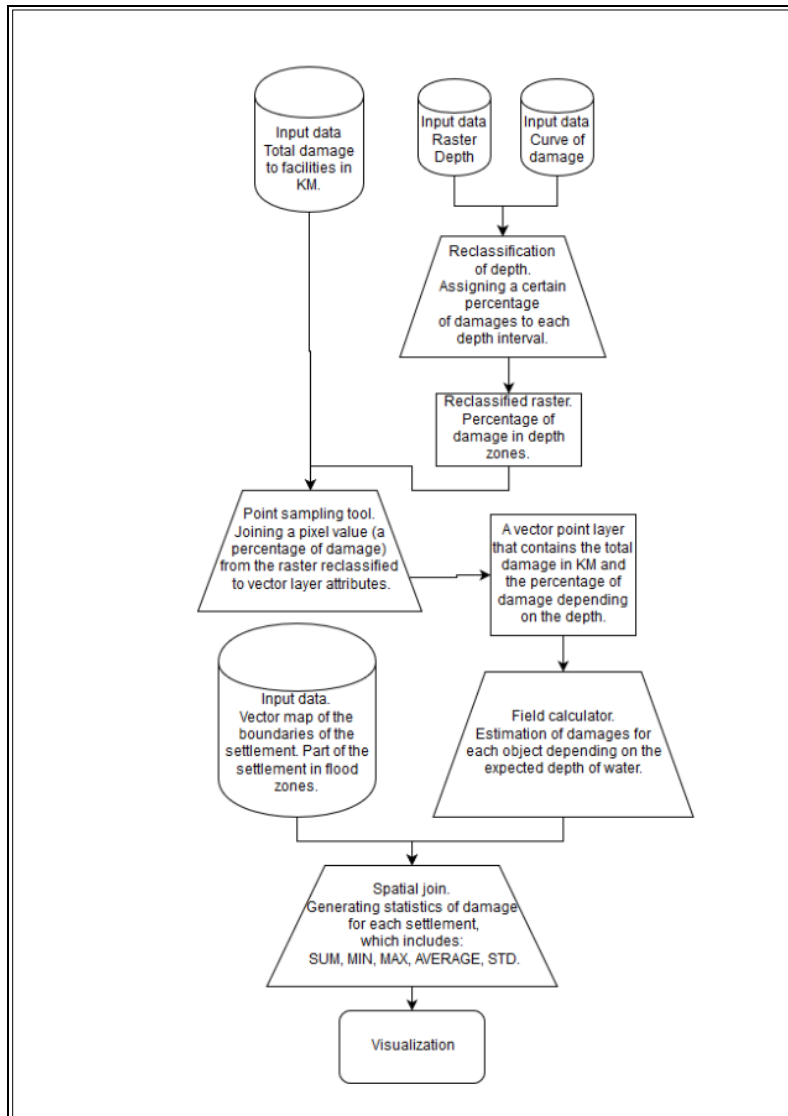 Input data
Total damage
to facilities in
KM.
Input data
Raster
Depth
Input data
Curve of
damage
Reclassification
of depth.
Assigning a certain
percentage
of damages to each
depth interval.
Reclassified raster.
Percentage of
damage in depth
zones.
Point sampling tool.
Joining a pixel value (a
percentage of damage)
from the raster reclassified
to vector layer attributes.
A vector point layer
that contains the total
damage in KM and
the percentage of
damage depending
on the depth.
Input data.
Vector map of the
boundaries of the
settlement. Part of the
settlement in flood
zones.
Field calculator.
Estimation of damages for
each object depending on the
expected depth of water.
Spatial join.
Generating statistics of damage
for each settlement,
which includes:
SUM, MIN, MAX, AVERAGE, STD.
Visualization